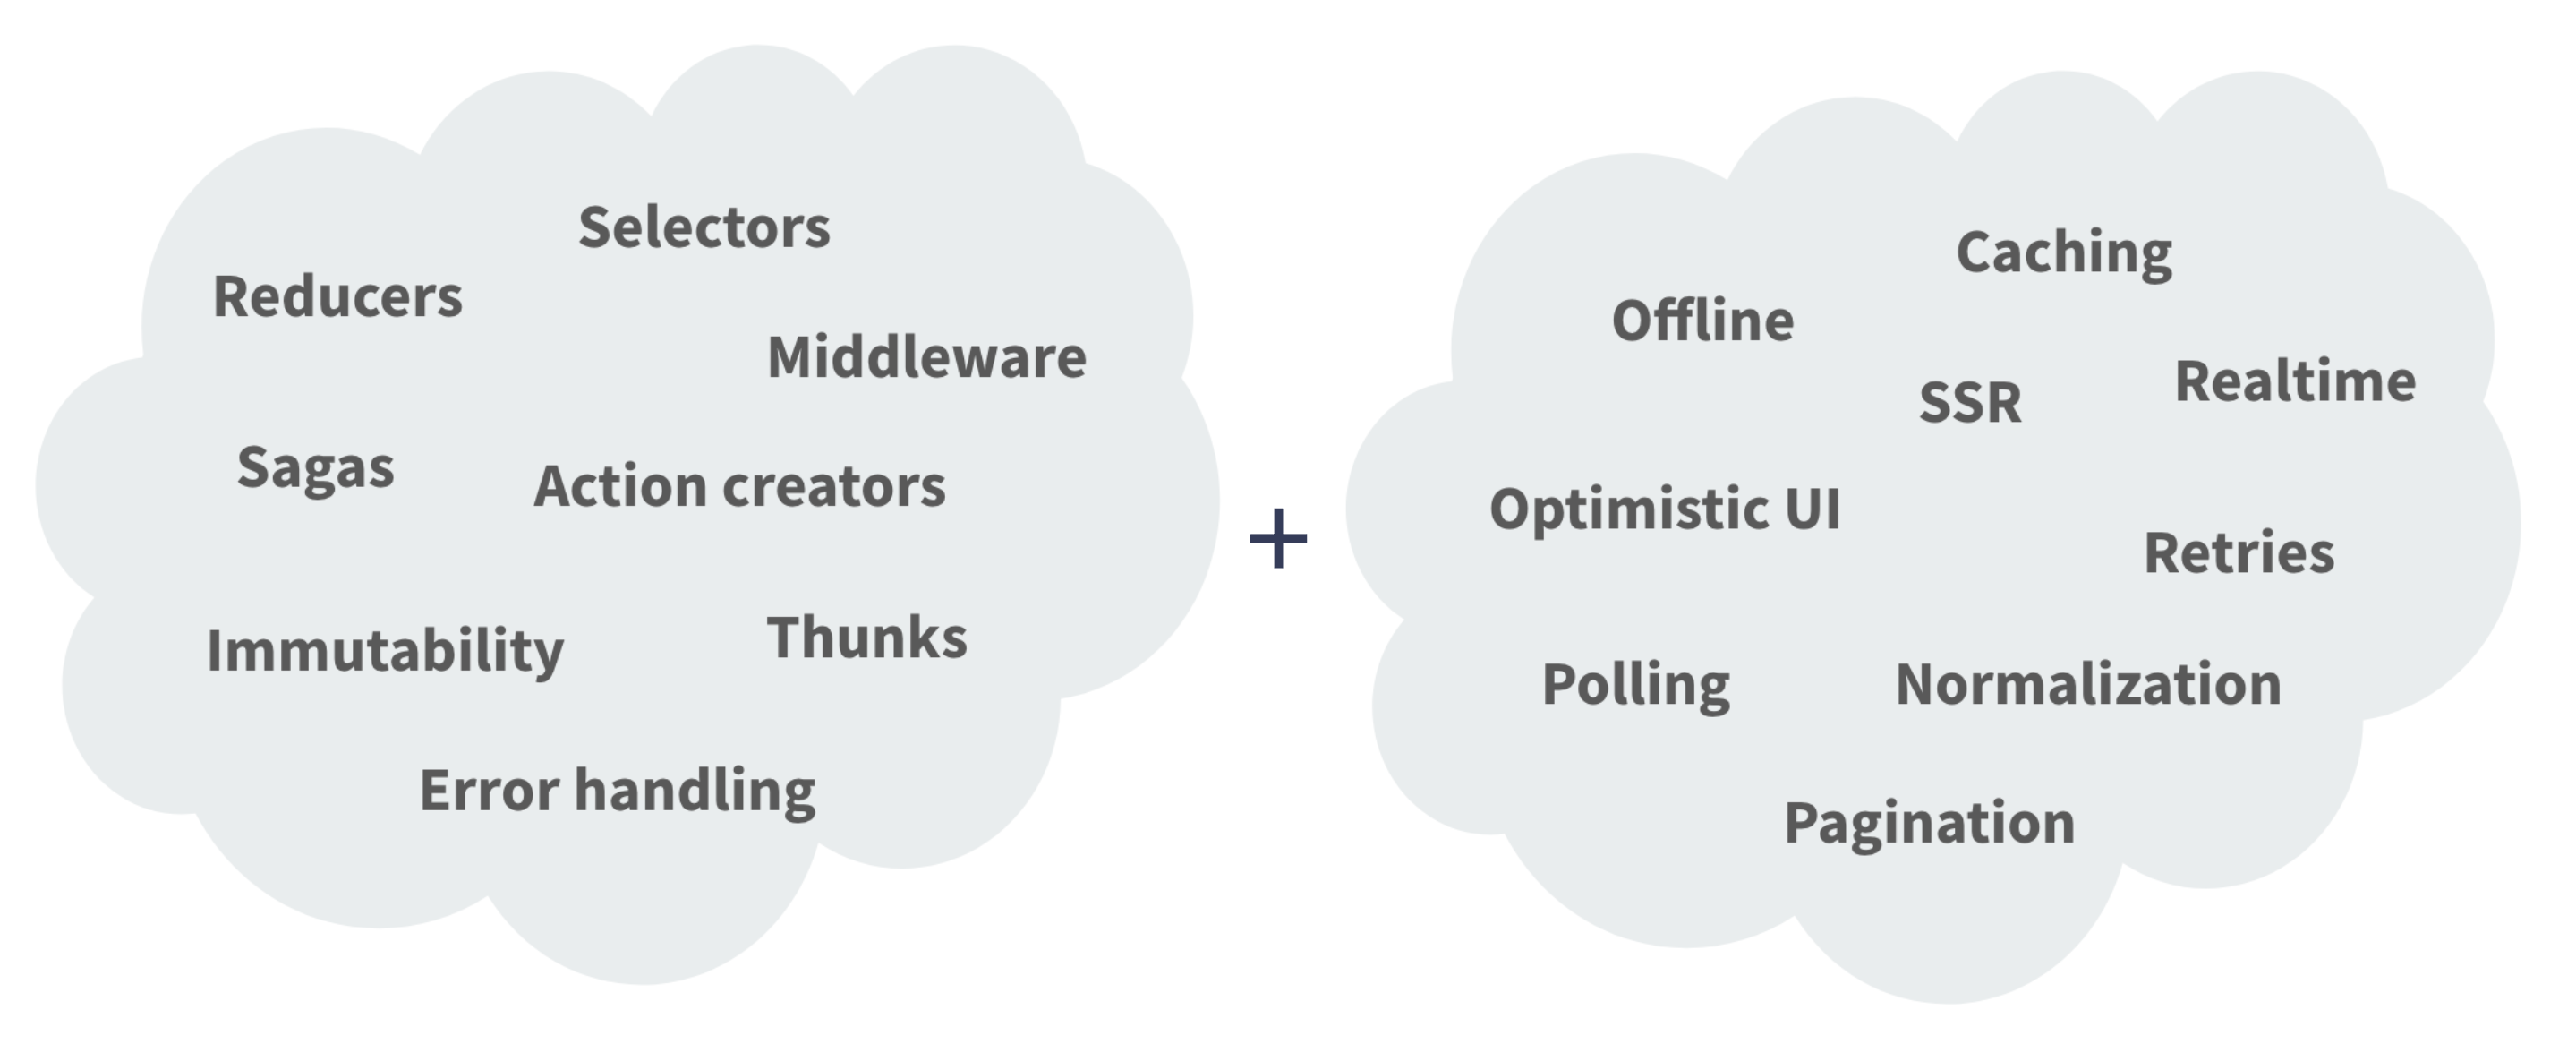 Selectors
Reducers
Middleware
Sagas
Action creators
Immutability
Thunks
Error handling
+
Caching
Offline
Realtime
SSR
Optimistic UI
Retries
Polling
Normalization
Pagination